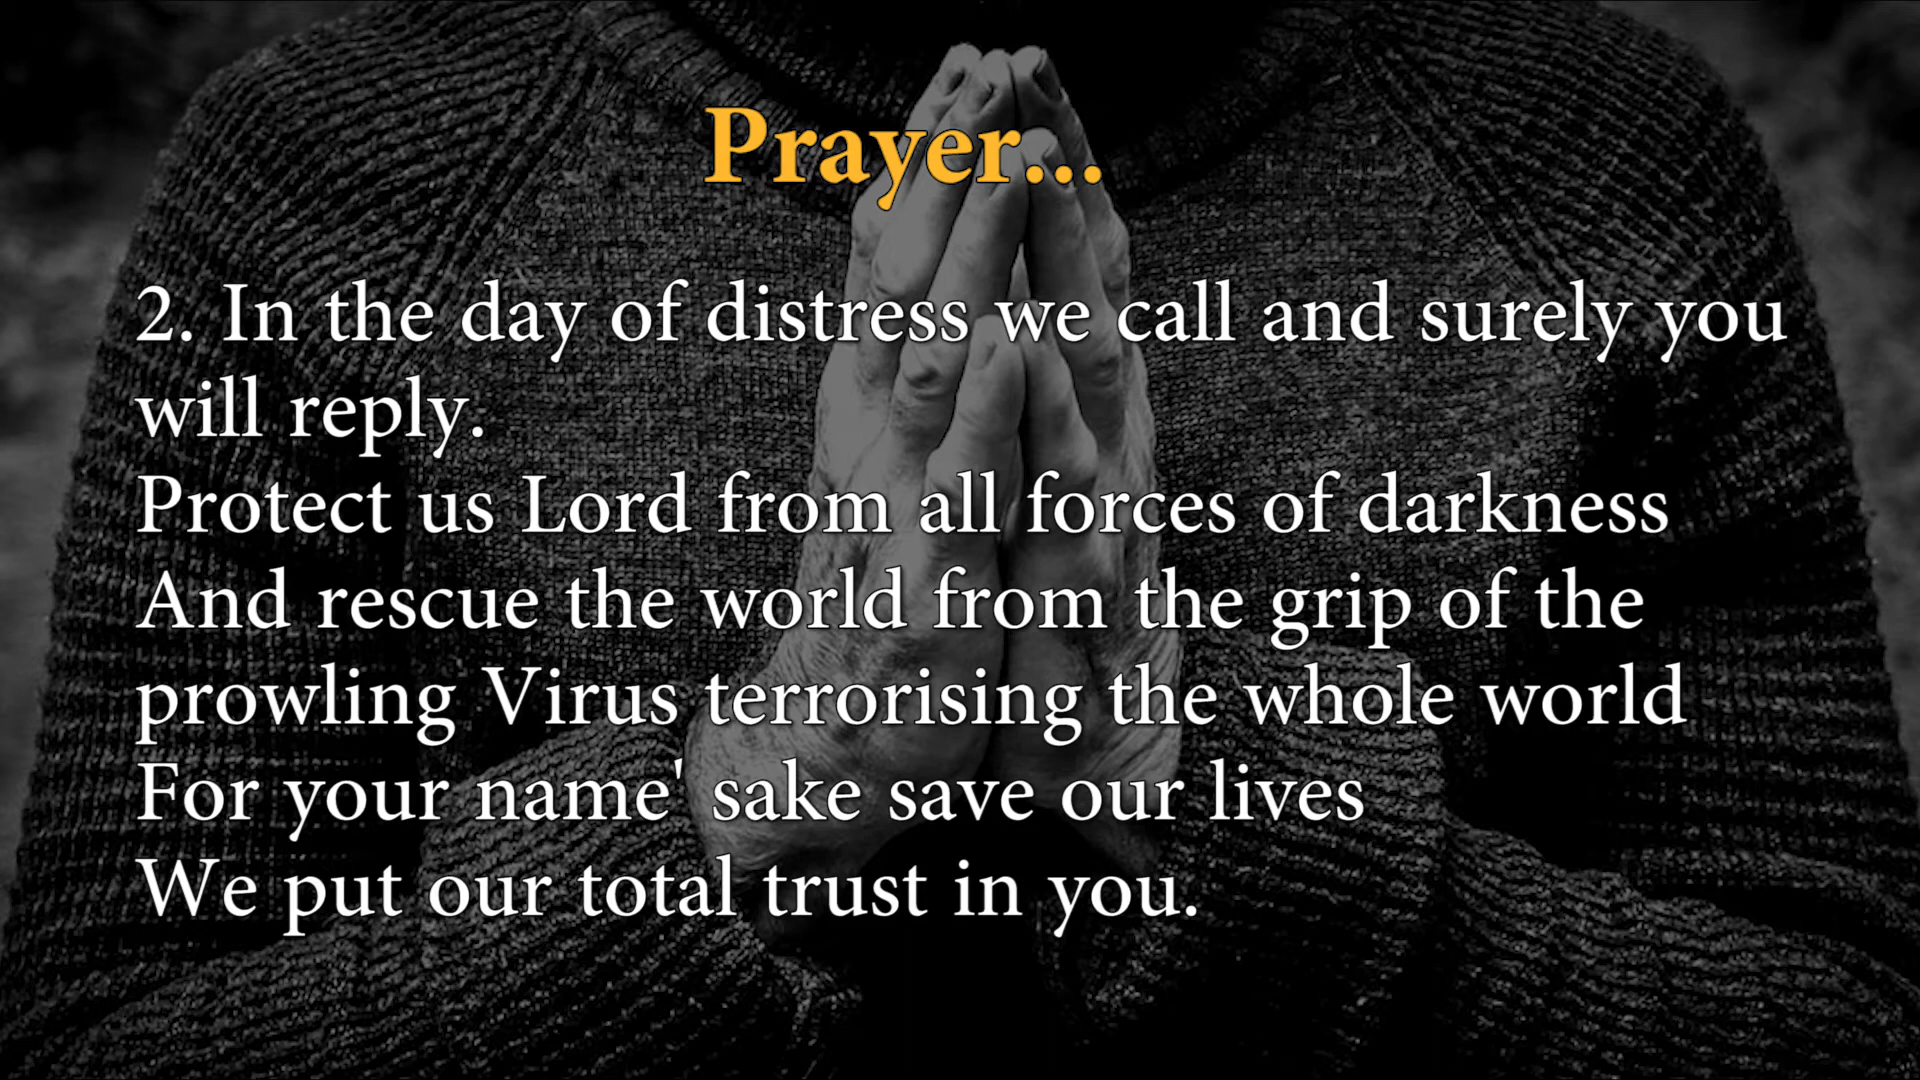 Prayer...
2. In the day of distress we call and surely you
will reply.
Protect us Lord from all forces of darkness
And rescue the world from the grip of the
prowling Virus terrorising the whole world
For your name' sake save our lives
We put our total trust in you.